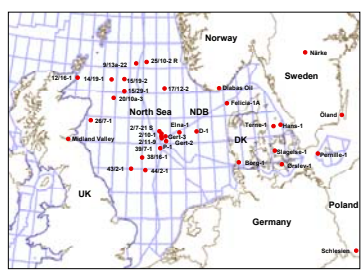 Norway
25/10-2 R
9/13a-22
Närke
12/16-1
14/19-1
15/19-2
17/12-2
Diabas Oil
Sweden
15/29-1
20/10a-3
Felicia-1A
North Sea
NDB
Öland
26/7-1
Terne-1
Hans-1
2/7-21 S
Elna-1
D-1
2/10-1
Gert-3
Midland Valley
2/11-9
Gert-2
DK
39/7-1
P-1
Slagelse-1
Pernille-1
38/16-1
Borg-1
Ørslev-1
43/2-1
44/2-1
UK
Poland
Germany
Schlesien